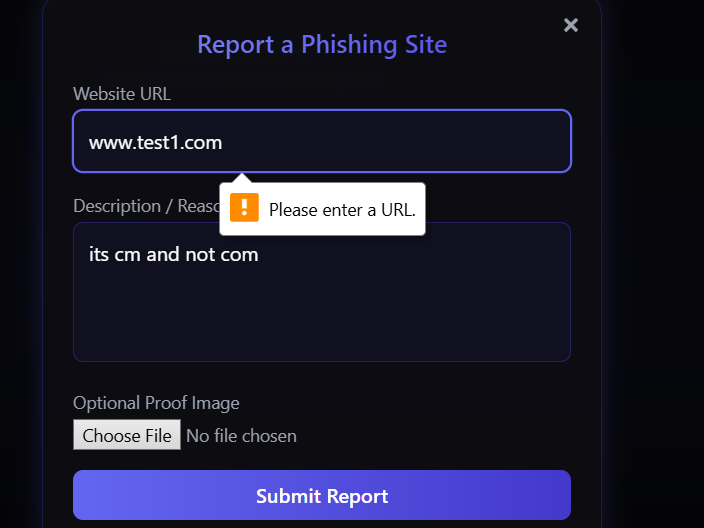 Report a Phishing Site
×
Website URL
www.test1.com
Please enter a URL.
Description / Reaso
its cm and not com
Optional Proof Image
Choose File No file chosen
Submit Report